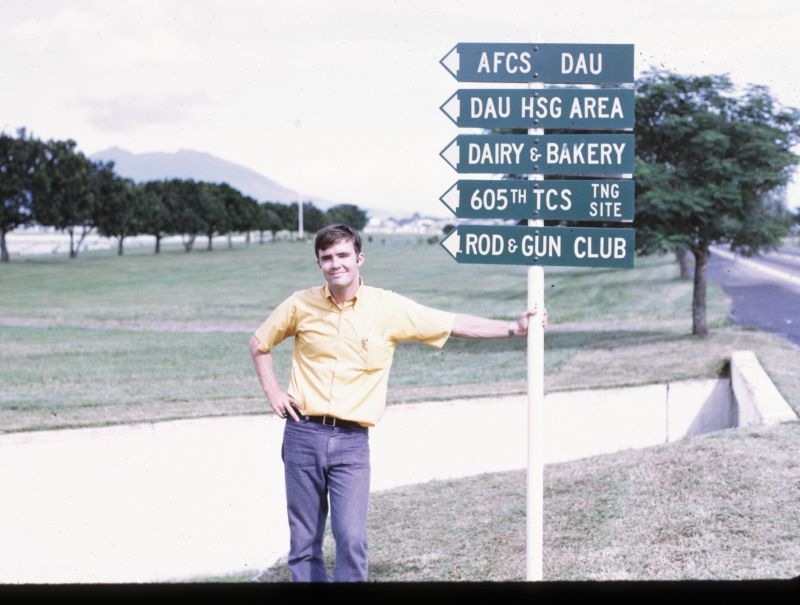 AFCS DAU
DAU HSG AREA
DAIRY & BAKERY
605TH TCS TNG SITE
ROD & GUN CLUB